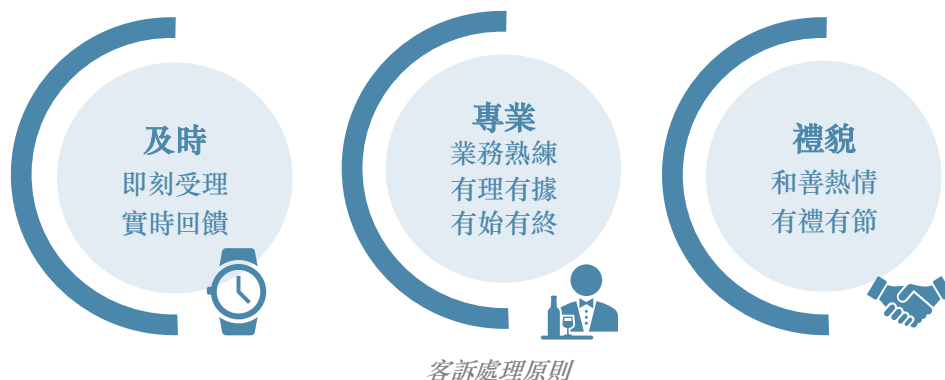 及時
即刻受理
實時回饋
專業
業務熟練
有理有據
有始有終
禮貌
和善熱情
有禮有節
客訴處理原則